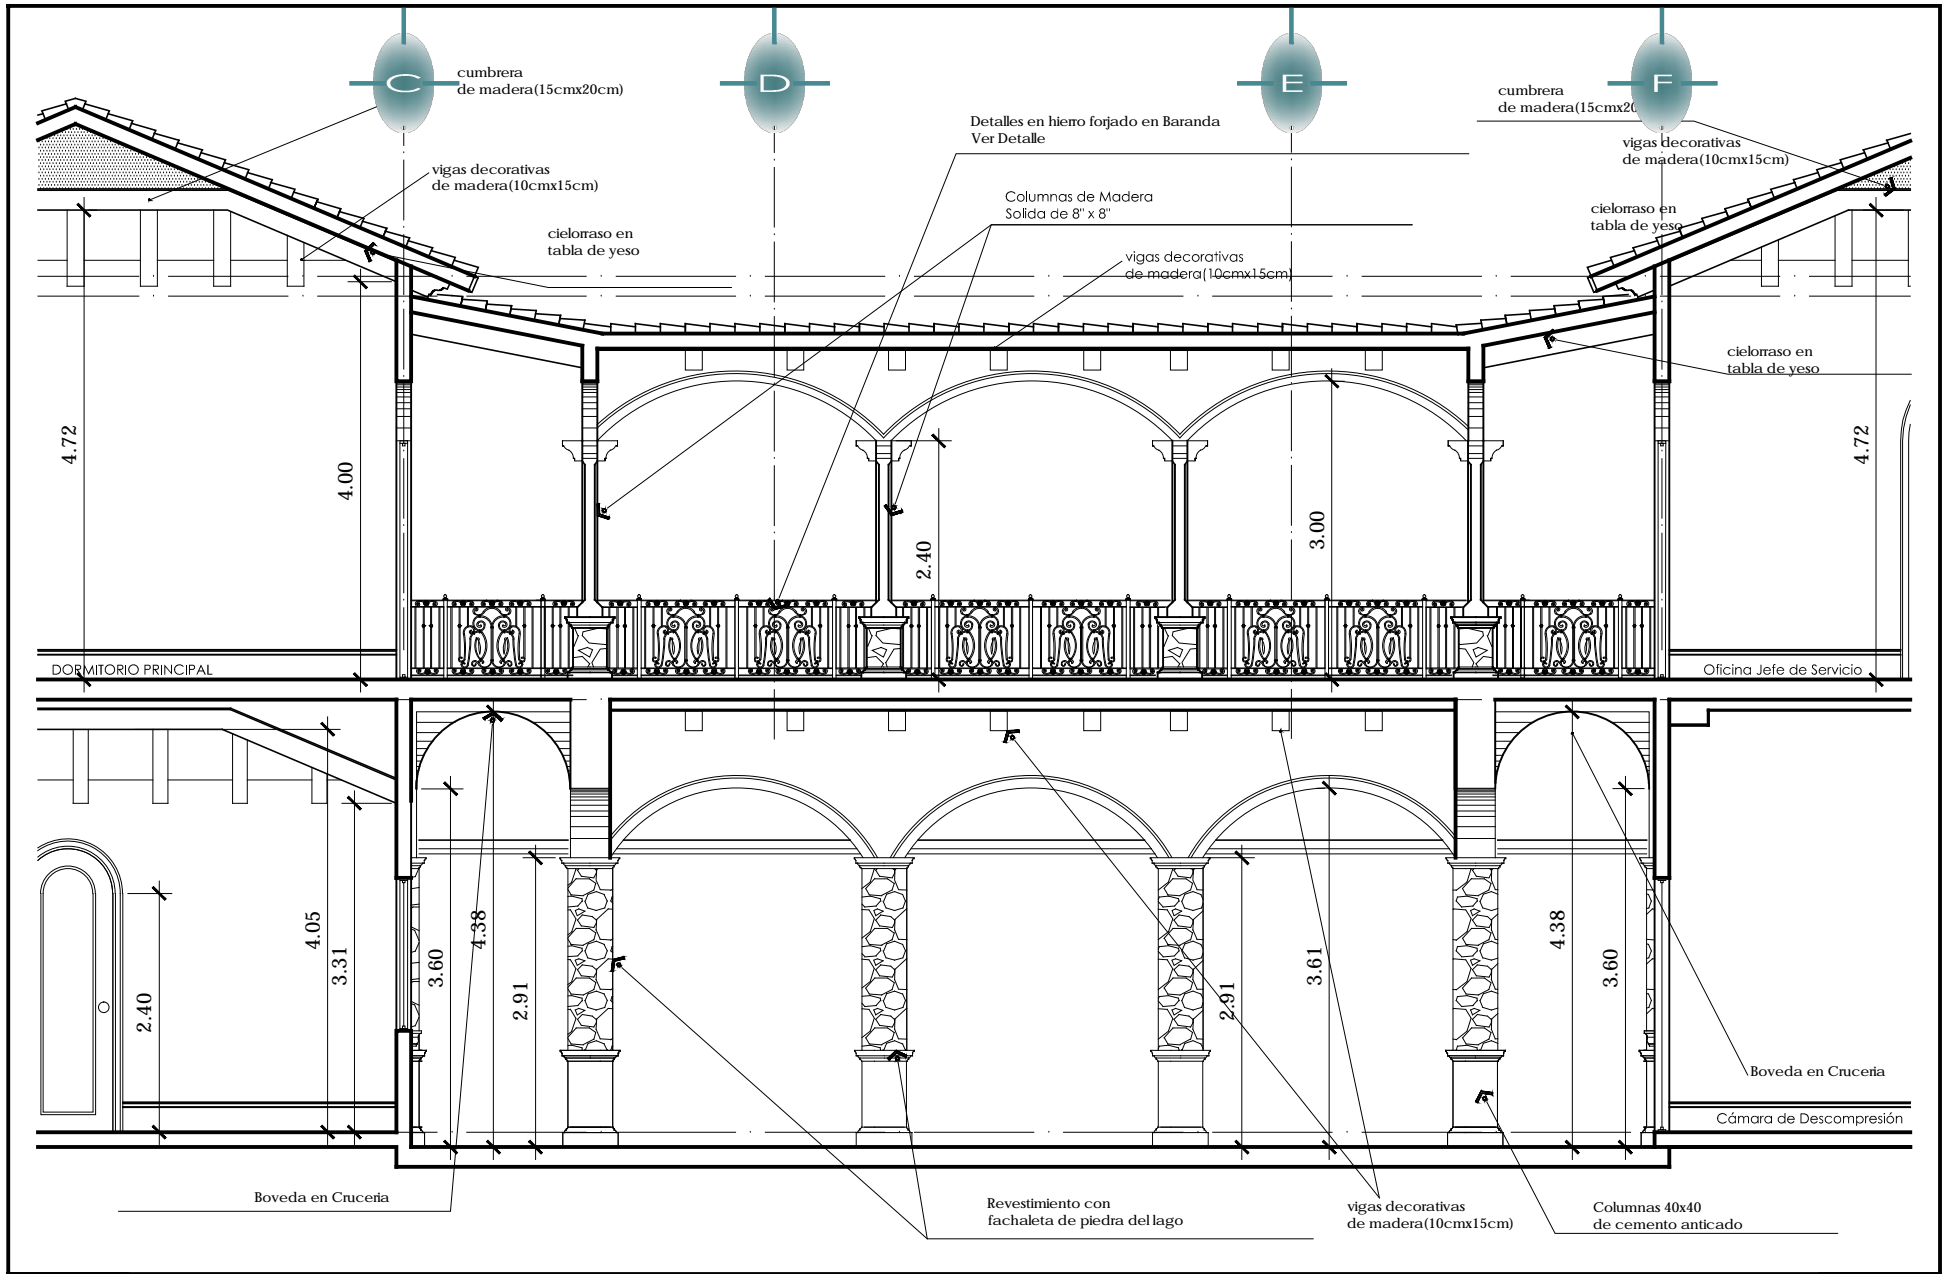 C
D
E
F
cumbrera
de madera(15cmx20cm)
cumbrera
de madera(15cmx20
Detalles en hierro forjado en Baranda
Ver Detalle
vigas decorativas
de madera(10cmx15cm)
vigas decorativas
de madera(10cmx15cm)
Columnas de Madera
Solida de 8" x 8"
cielorraso en
tabla de yeso
cielorraso en
tabla de yeso
vigas decorativas
de madera(10cmx15cm)
cielorraso en
tabla de yeso
4.72
4.00
2.40
3.00
4.72
DORMITORIO PRINCIPAL
Oficina Jefe de Servicio
2.40
4.05
3.31
3.60
4.38
2.91
2.91
3.61
4.38
3.60
Boveda en Cruceria
Cámara de Descompresión
Boveda en Cruceria
Revestimiento con
fachaleta de piedra del lago
vigas decorativas
de madera(10cmx15cm)
Columnas 40x40
de cemento anticado